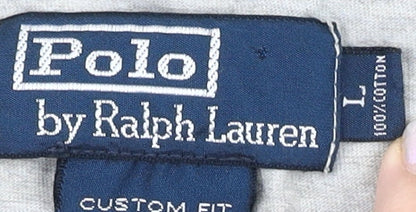 Polo
by Ralph Lauren
L
100% COTTON
CUSTOM FIT